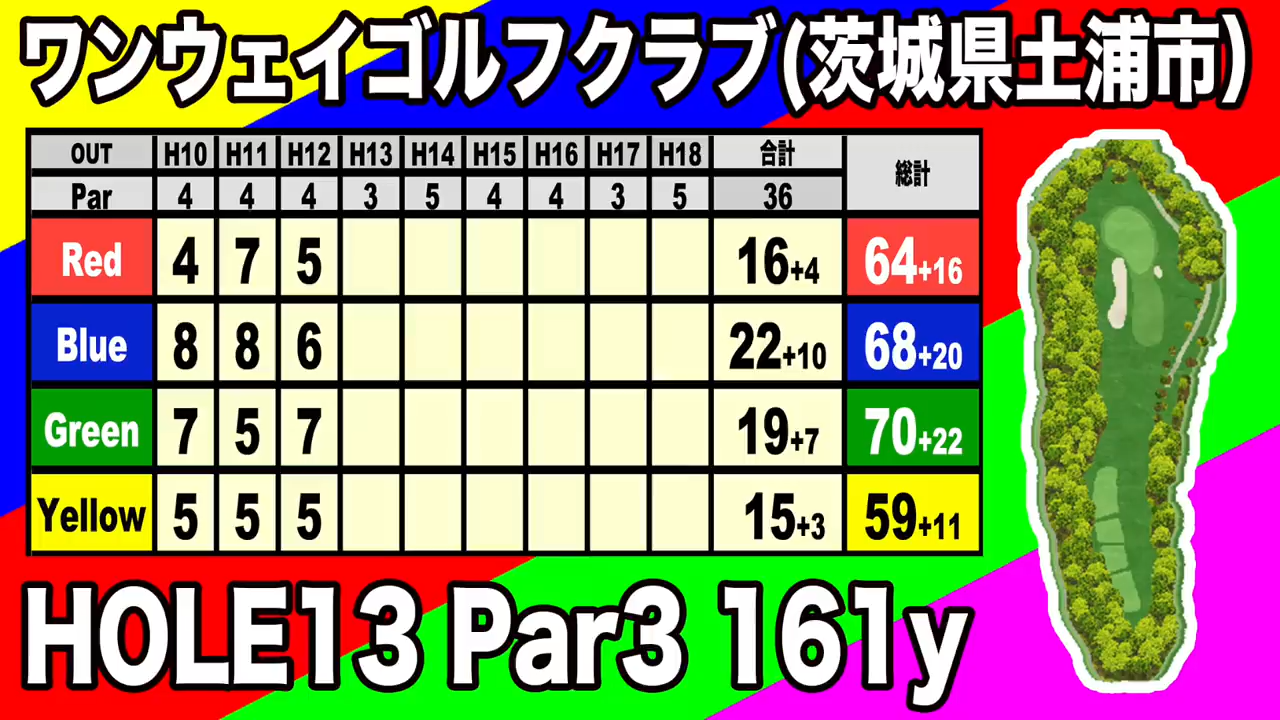 ワンウェイゴルフクラブ(茨城県土浦市)
OUT H10 H11 H12 H13 H14 H15 H16 H17 H18 合計 総計
Par 4 4 4 3 5 4 4 3 5 36
Red 4 7 5 16+4 64+16
Blue 8 8 6 22+10 68+20
Green 7 5 7 19+7 70+22
Yellow 5 5 5 15+3 59+11
HOLE13 Par3 161y